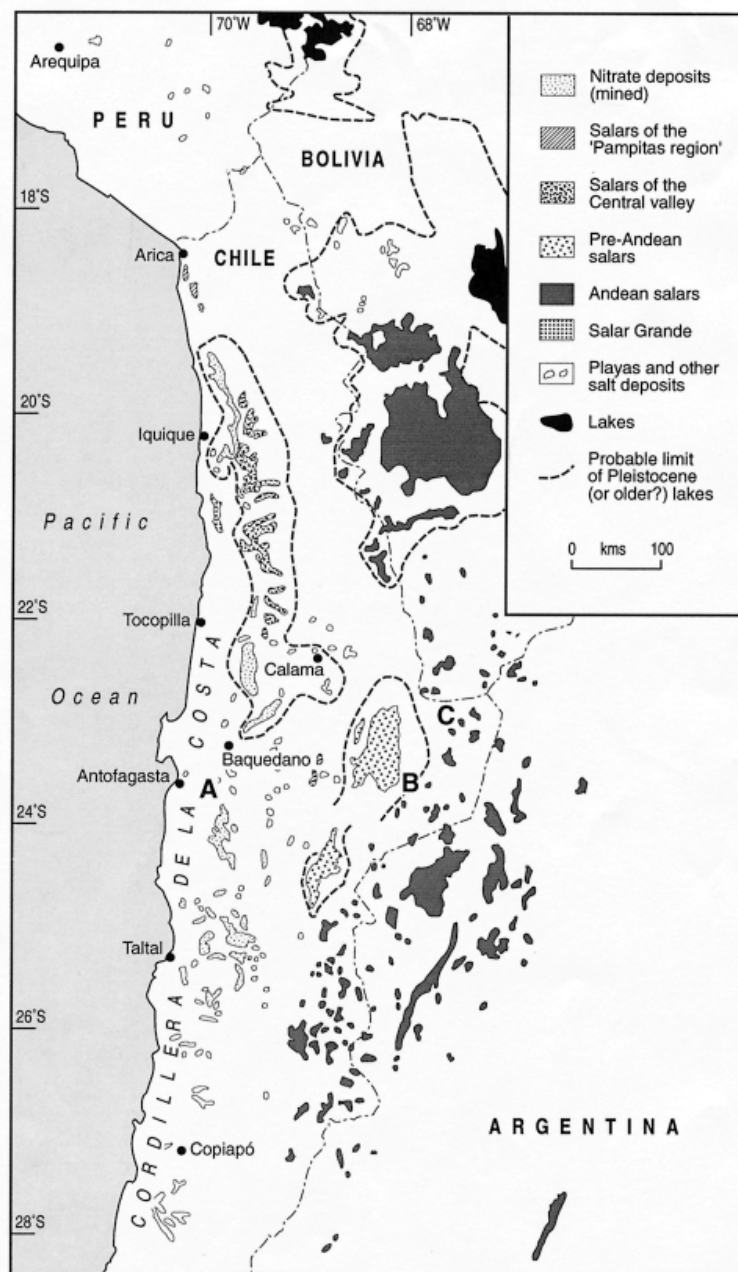 70°W
68°W
Arequipa
PERU
BOLIVIA
18°S
Arica
CHILE
20°S
Iquique
Pacific
22°S
Tocopilla
Calama
Ocean
C
Baquedano
Antofagasta
A
B
24°S
Taltal
26°S
CORDILLERA DE LA COSTA
ARGENTINA
Copiapó
28°S
Nitrate deposits
(mined)
Salars of the
'Pampitas region'
Salars of the
Central valley
Pre-Andean
salars
Andean salars
Salar Grande
Playas and other
salt deposits
Lakes
Probable limit
of Pleistocene
(or older?) lakes
0 kms 100